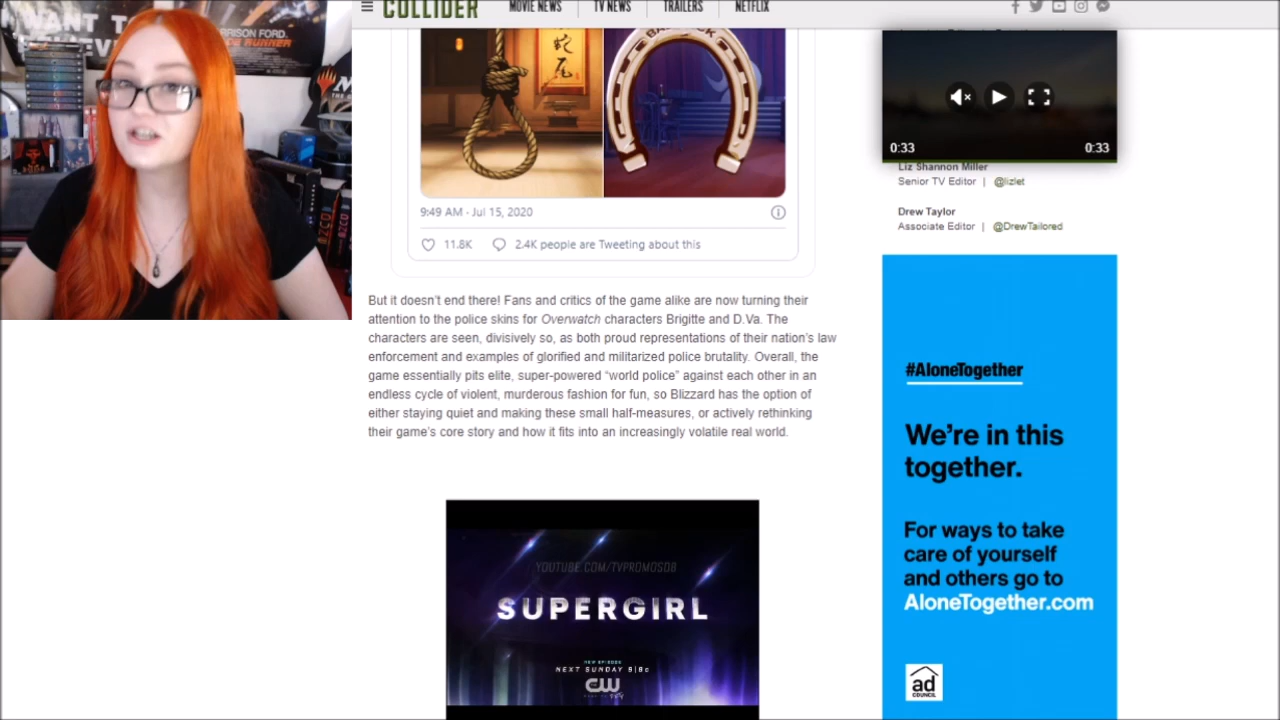 WANT TO
BELIEVE
HARRISON FORD.
COLLIDER
MOVIE NEWS
TV NEWS
TRAILERS
NETFLIX
0:33
0:33
Liz Shannon Miller
Senior TV Editor | @lizlet
Drew Taylor
Associate Editor | @DrewTailored
9:49 AM - Jul 15, 2020
11.8K
2.4K people are Tweeting about this
But it doesn't end there! Fans and critics of the game alike are now turning their
attention to the police skins for Overwatch characters Brigitte and D.Va. The
characters are seen, divisively so, as both proud representations of their nation's law
enforcement and examples of glorified and militarized police brutality. Overall, the
game essentially pits elite, super-powered “world police” against each other in an
endless cycle of violent, murderous fashion for fun, so Blizzard has the option of
either staying quiet and making these small half-measures, or actively rethinking
their game's core story and how it fits into an increasingly volatile real world.
YOUTUBE.COM/TVPROMOSDB
SUPERGIRL
NEW EPISODE
NEXT SUNDAY 9|8c
CW
#AloneTogether
We're in this
together.
For ways to take
care of yourself
and others go to
AloneTogether.com
ad
COUNCIL